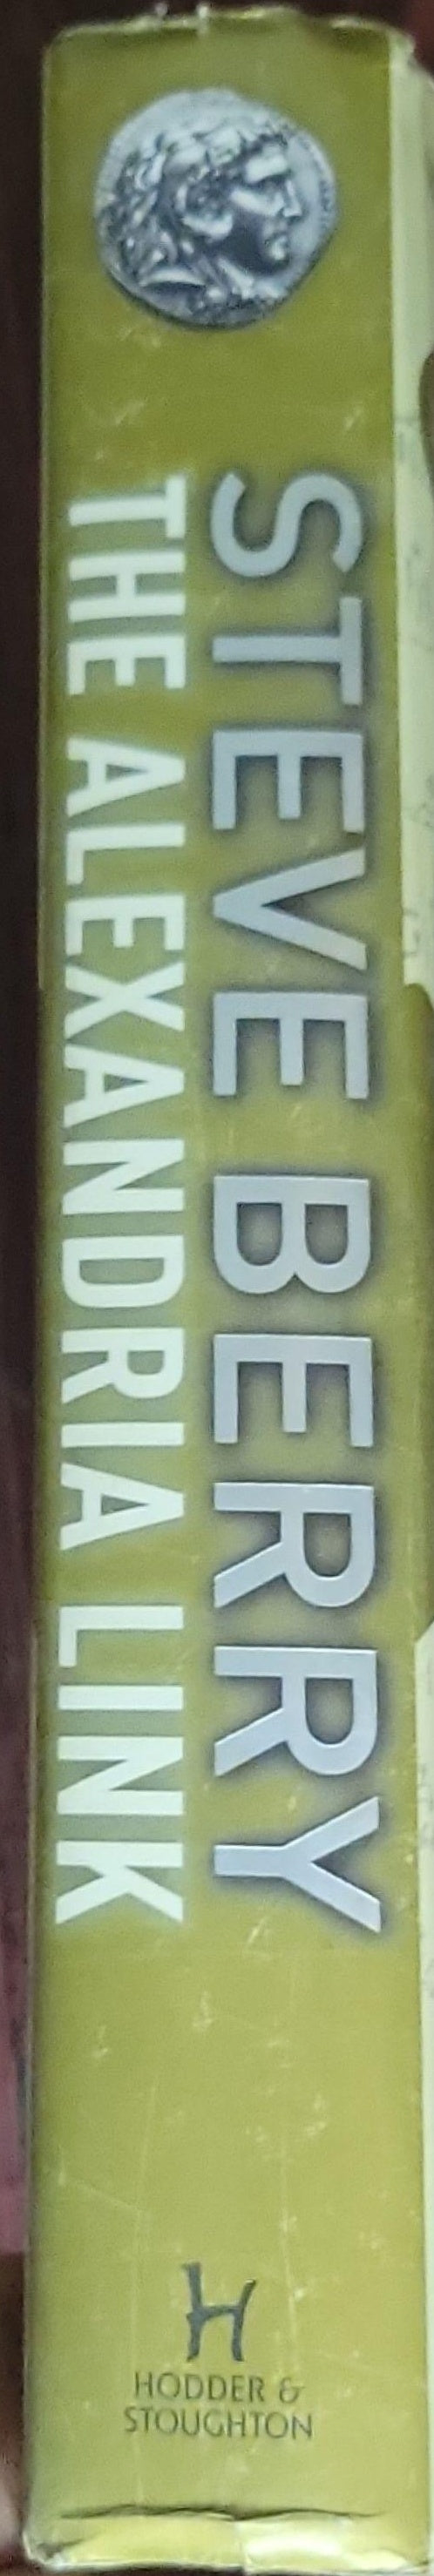 STEVE BERRY
THE ALEXANDRIA LINK
H
HODDER &
STOUGHTON